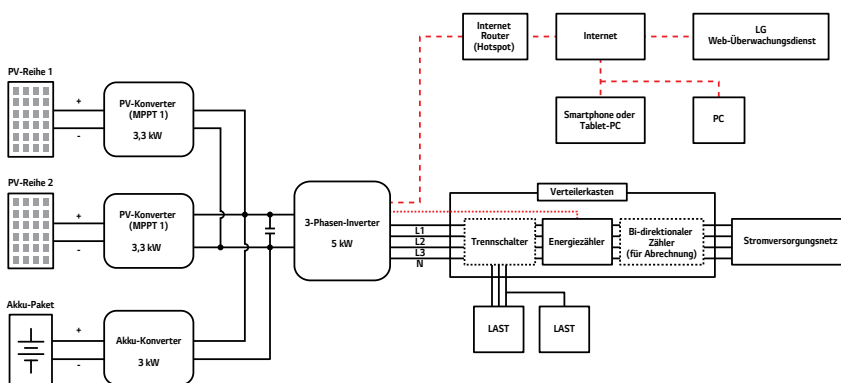 Internet
Router
(Hotspot)
Internet
LG
Web-Überwachungsdienst
Smartphone oder
Tablet-PC
PC
PV-Reihe 1
+
-
PV-Konverter
(MPPT 1)
3,3 kW
PV-Reihe 2
+
-
PV-Konverter
(MPPT 1)
3,3 kW
Akku-Paket
+
-
Akku-Konverter
3 kW
3-Phasen-Inverter
5 kW
L1
L2
L3
N
Verteilerkasten
Trennschalter
Energiezähler
Bi-direktionaler
Zähler
(für Abrechnung)
Stromversorgungsnetz
LAST
LAST